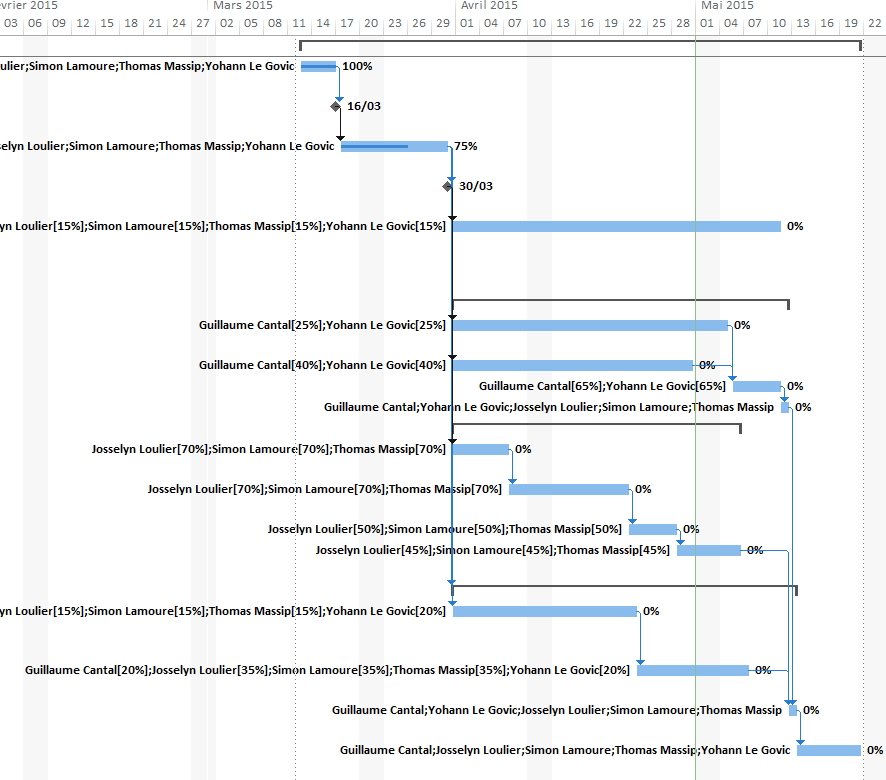 évrier 2015 Mars 2015 Avril 2015 Mai 2015
03 06 09 12 15 18 21 24 27 02 05 08 11 14 17 20 23 26 29 01 04 07 10 13 16 19 22 25 28 01 04 07 10 13 16 19 22
ulier;Simon Lamoure;Thomas Massip;Yohann Le Govic 100%
16/03
selyn Loulier;Simon Lamoure;Thomas Massip;Yohann Le Govic 75%
30/03
yn Loulier[15%];Simon Lamoure[15%];Thomas Massip[15%];Yohann Le Govic[15%] 0%
Guillaume Cantal[25%];Yohann Le Govic[25%] 0%
Guillaume Cantal[40%];Yohann Le Govic[40%] 0%
Guillaume Cantal[65%];Yohann Le Govic[65%] 0%
Guillaume Cantal;Yohann Le Govic;Josselyn Loulier;Simon Lamoure;Thomas Massip 0%
Josselyn Loulier[70%];Simon Lamoure[70%];Thomas Massip[70%] 0%
Josselyn Loulier[70%];Simon Lamoure[70%];Thomas Massip[70%] 0%
Josselyn Loulier[50%];Simon Lamoure[50%];Thomas Massip[50%] 0%
Josselyn Loulier[45%];Simon Lamoure[45%];Thomas Massip[45%] 0%
yn Loulier[15%];Simon Lamoure[15%];Thomas Massip[15%];Yohann Le Govic[20%] 0%
Guillaume Cantal[20%];Josselyn Loulier[35%];Simon Lamoure[35%];Thomas Massip[35%];Yohann Le Govic[20%] 0%
Guillaume Cantal;Yohann Le Govic;Josselyn Loulier;Simon Lamoure;Thomas Massip 0%
Guillaume Cantal;Josselyn Loulier;Simon Lamoure;Thomas Massip;Yohann Le Govic 0%